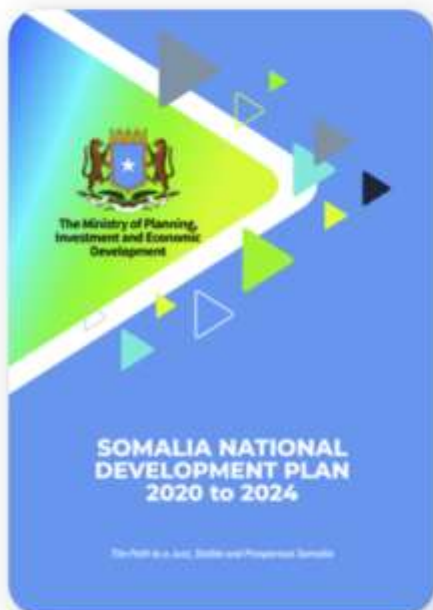 The Ministry of Planning,
Investment and Economic
Development
SOMALIA NATIONAL
DEVELOPMENT PLAN
2020 to 2024
The Path to a Just, Stable and Prosperous Somalia